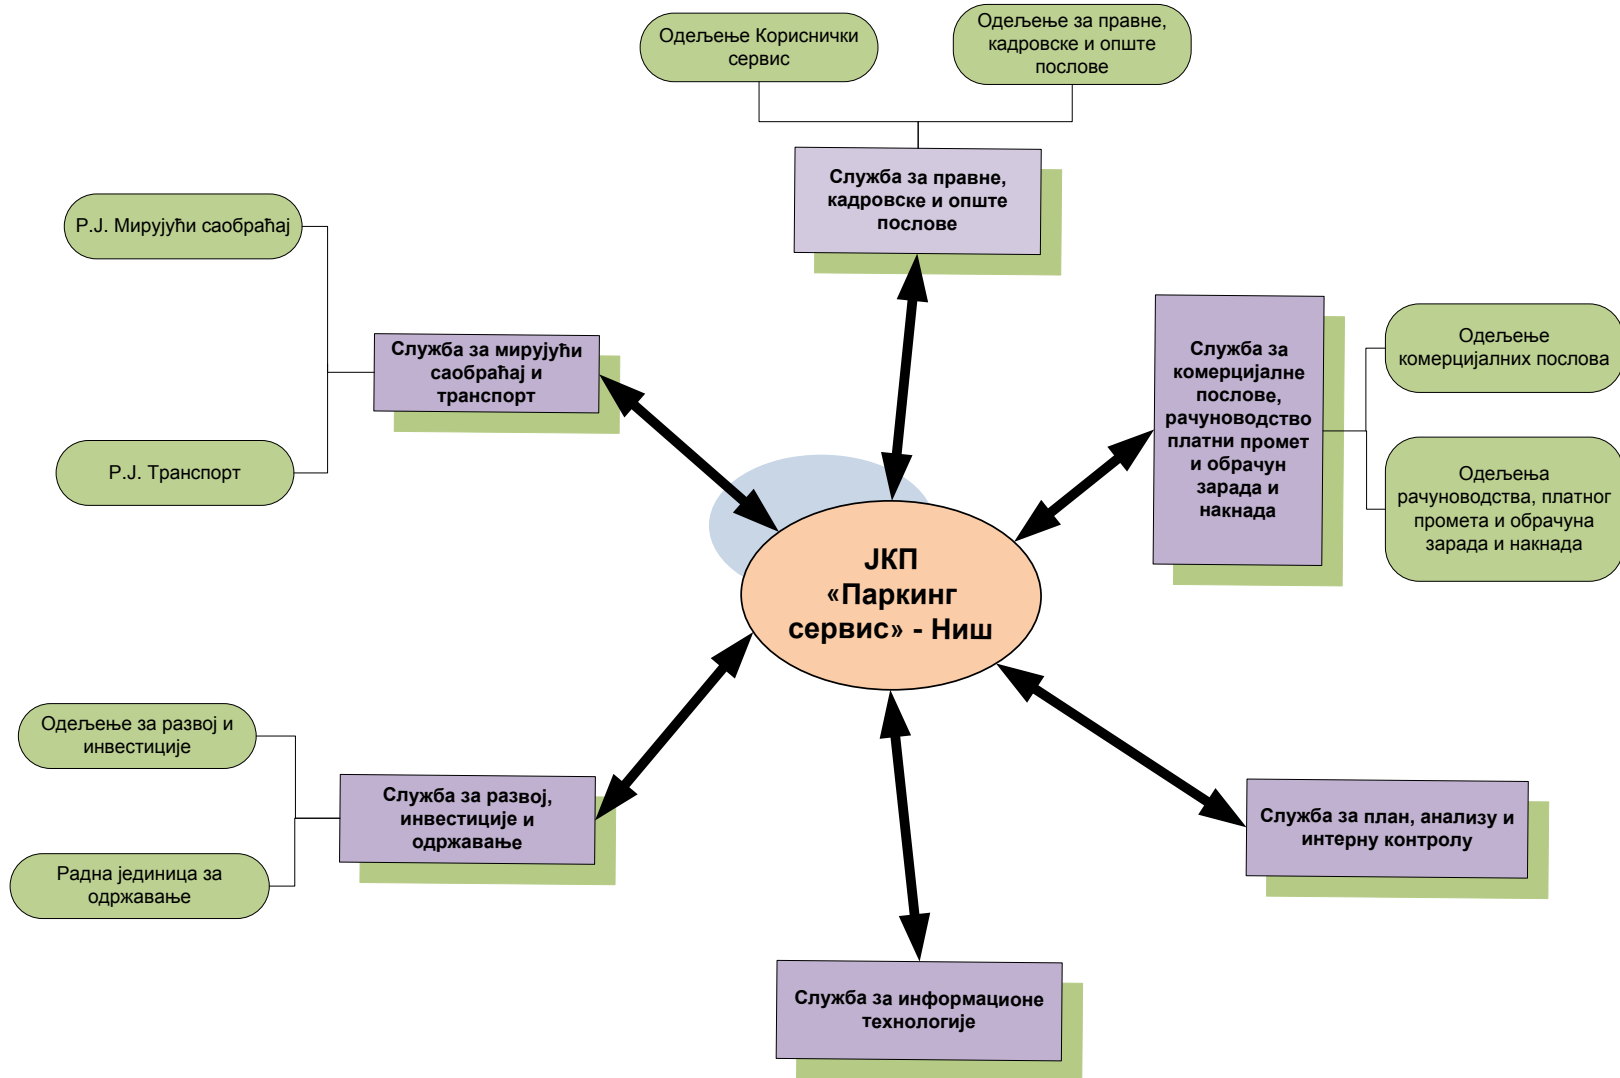 Одељење Кориснички
сервис
Одељење за правне,
кадровске и опште
послове
Служба за правне,
кадровске и опште
послове
Р.Ј. Мирујући саобраћај
Служба за мирујући
саобраћај и
транспорт
Р.Ј. Транспорт
Служба за
комерцијалне
послове,
рачуноводство
платни промет
и обрачун
зарада и
накнада
Одељење
комерцијалних послова
Одељења
рачуноводства, платног
промета и обрачуна
зарада и накнада
ЈКП
«Паркинг
сервис» - Ниш
Одељење за развој и
инвестиције
Служба за развој,
инвестиције и
одржавање
Радна јединица за
одржавање
Служба за план, анализу и
интерну контролу
Служба за информационе
технологије